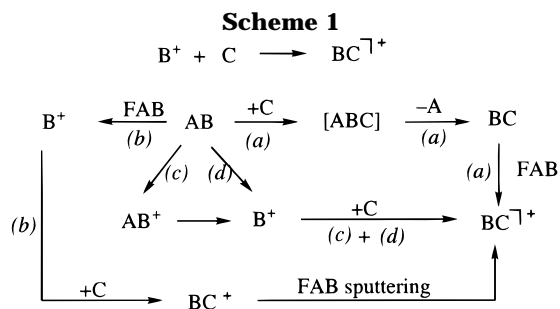 Scheme 1
B⁺ + C ⟶ BC⌝⁺
B⁺ FAB AB +C [ABC] –A BC
(b) (a) (a)
(c) (d) (a) FAB
(b) AB⁺ B⁺ +C BC⌝⁺
(c) + (d)
+C BC⁺ FAB sputtering